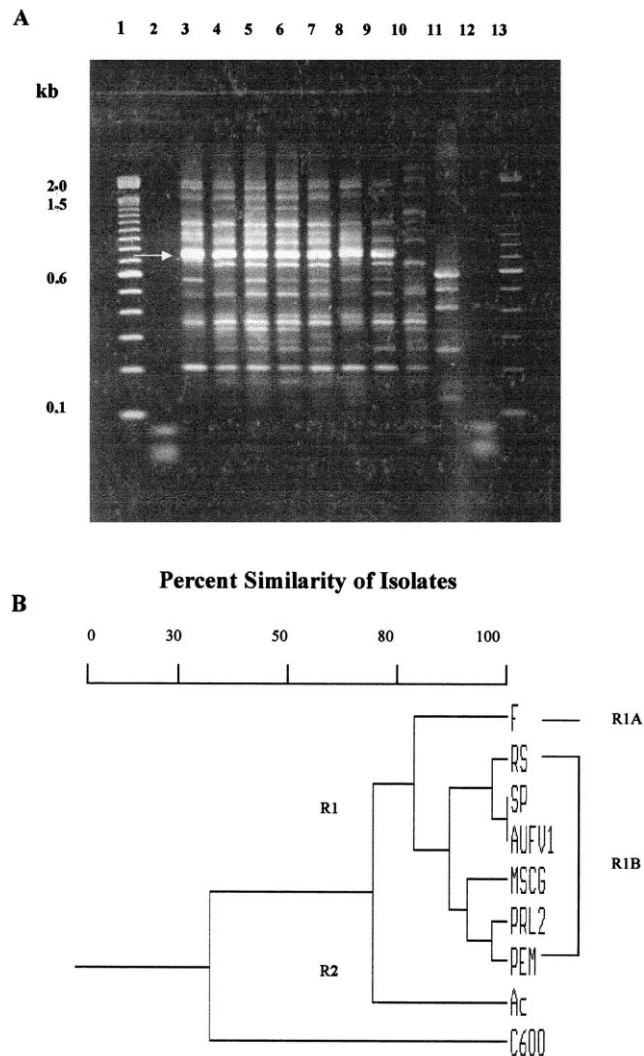 A
1 2 3 4 5 6 7 8 9 10 11 12 13
kb
2.0
1.5
0.6
0.1
Percent Similarity of Isolates
B
0 30 50 80 100
F R1A
RS
SP
R1
AUFV1
R1B
MSCG
PRL2
R2 PEM
Ac
C600